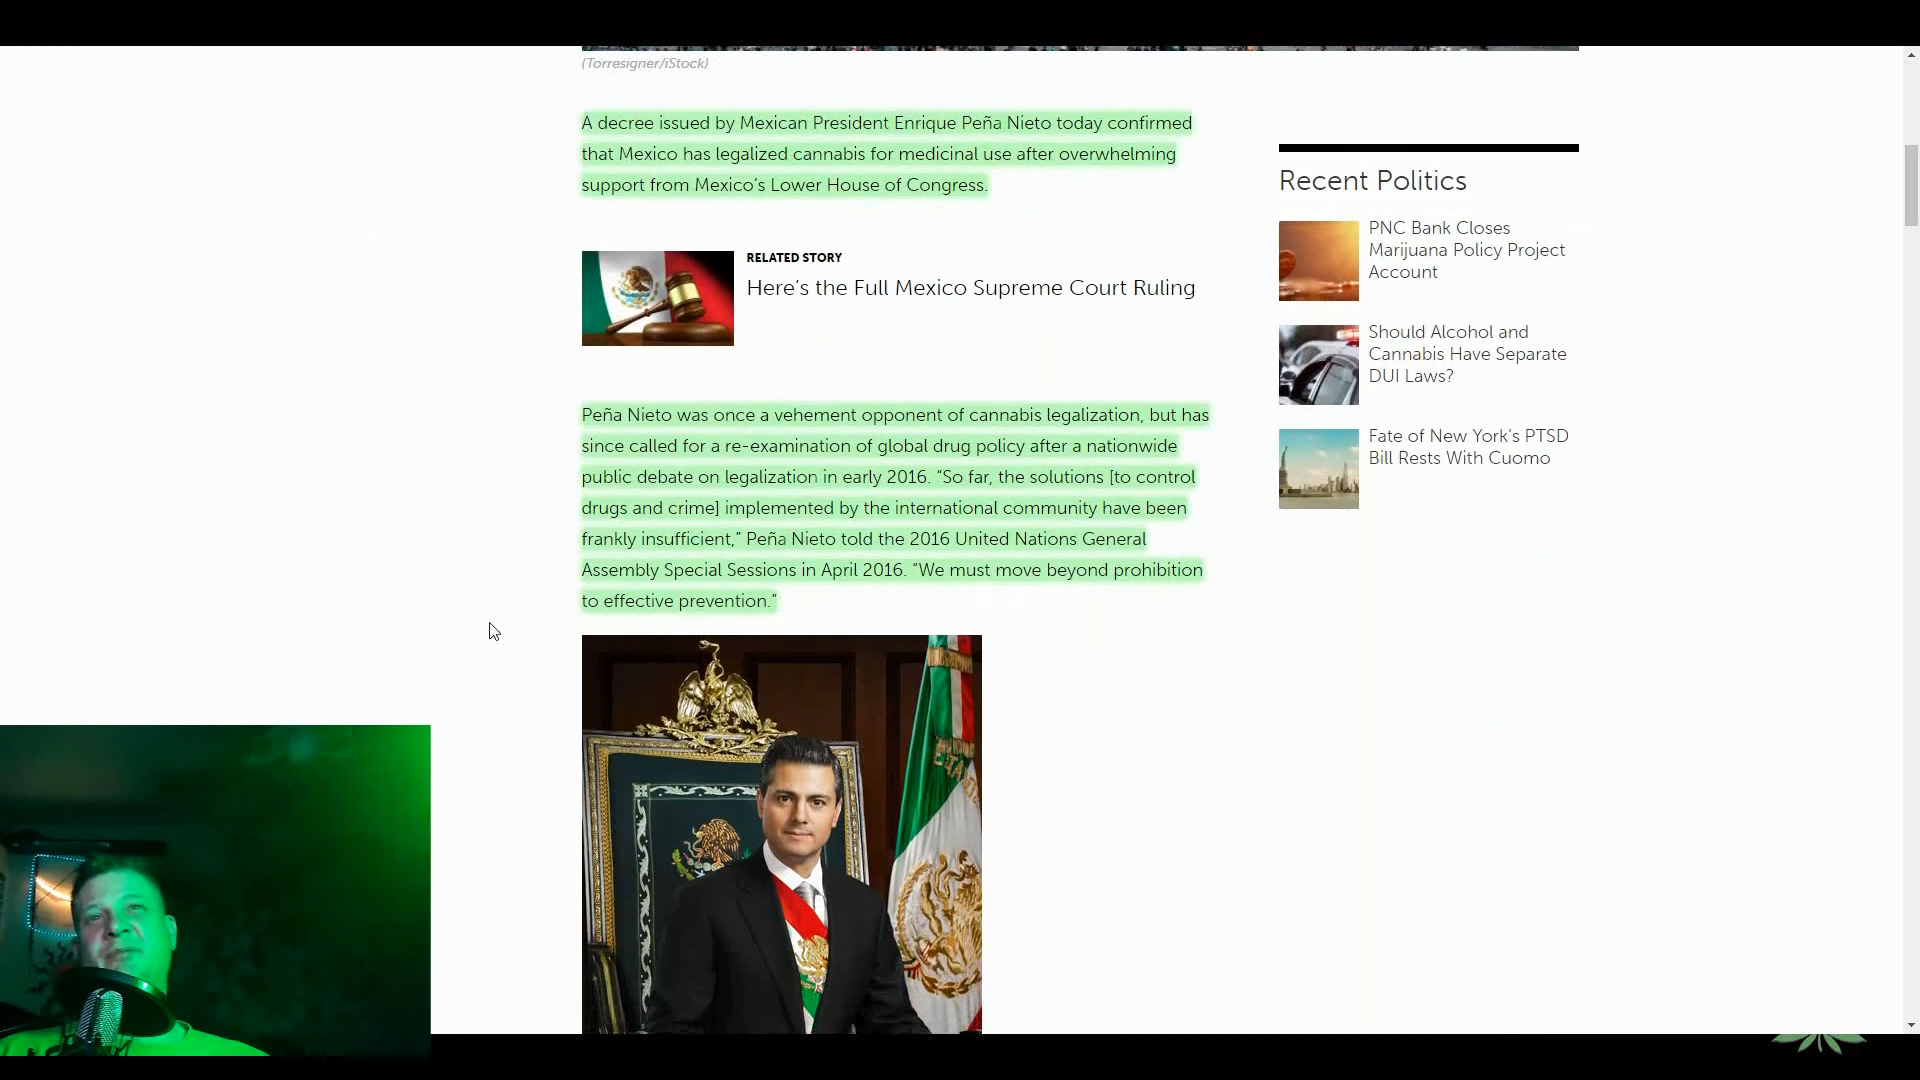 (Torresigner/iStock)
A decree issued by Mexican President Enrique Peña Nieto today confirmed
that Mexico has legalized cannabis for medicinal use after overwhelming
support from Mexico’s Lower House of Congress.
RELATED STORY
Here’s the Full Mexico Supreme Court Ruling
Peña Nieto was once a vehement opponent of cannabis legalization, but has
since called for a re-examination of global drug policy after a nationwide
public debate on legalization in early 2016. “So far, the solutions [to control
drugs and crime] implemented by the international community have been
frankly insufficient,” Peña Nieto told the 2016 United Nations General
Assembly Special Sessions in April 2016. “We must move beyond prohibition
to effective prevention.”
Recent Politics
PNC Bank Closes
Marijuana Policy Project
Account
Should Alcohol and
Cannabis Have Separate
DUI Laws?
Fate of New York’s PTSD
Bill Rests With Cuomo